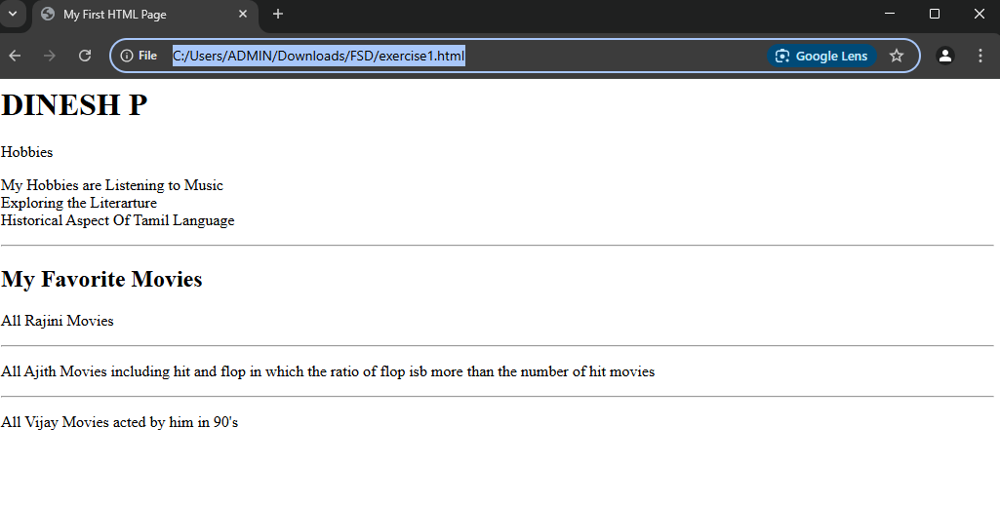 My First HTML Page
File C:/Users/ADMIN/Downloads/FSD/exercise1.html Google Lens
DINESH P
Hobbies
My Hobbies are Listening to Music
Exploring the Literarture
Historical Aspect Of Tamil Language
My Favorite Movies
All Rajini Movies
All Ajith Movies including hit and flop in which the ratio of flop isb more than the number of hit movies
All Vijay Movies acted by him in 90's